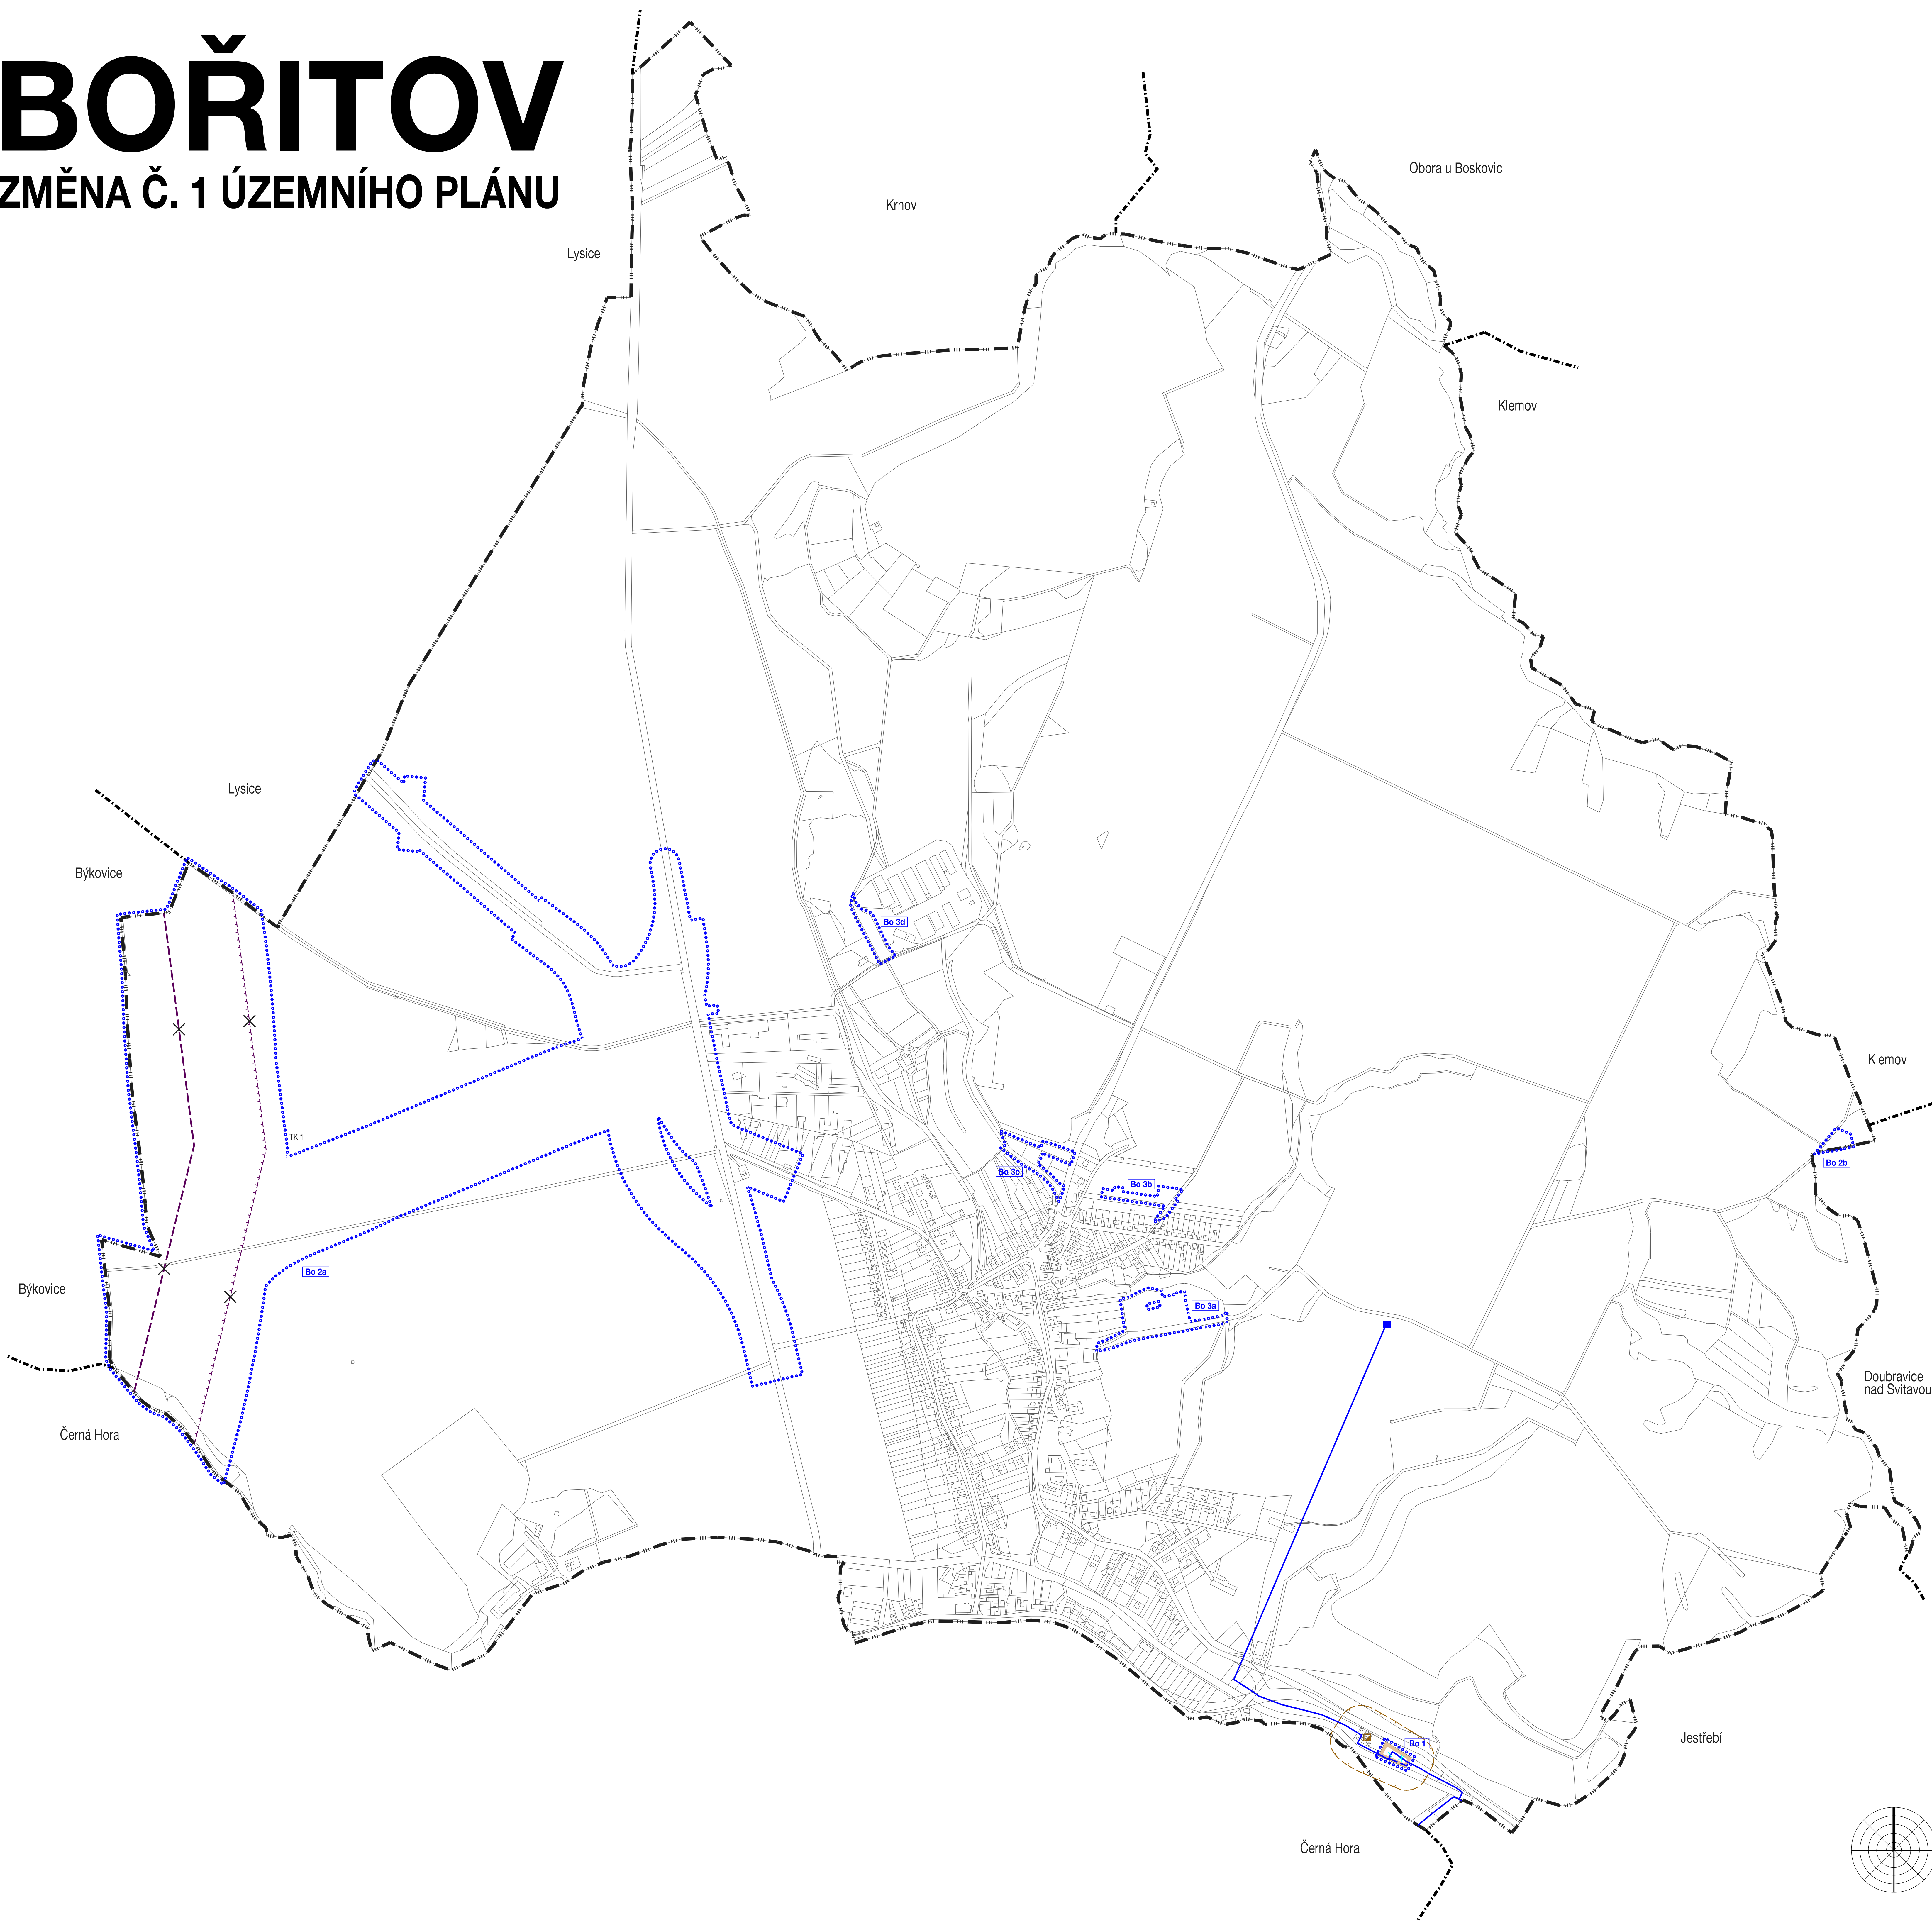 BOŘITOV
ZMĚNA Č. 1 ÚZEMNÍHO PLÁNU
Obora u Boskovic
Krhov
Lysice
Klemov
Lysice
Býkovice
Bo 3d
Klemov
TK 1
Bo 3c
Bo 2b
Bo 3b
Bo 2a
Býkovice
Bo 3a
Doubravice
nad Svitavou
Černá Hora
Jestřebí
Bo 1
Černá Hora